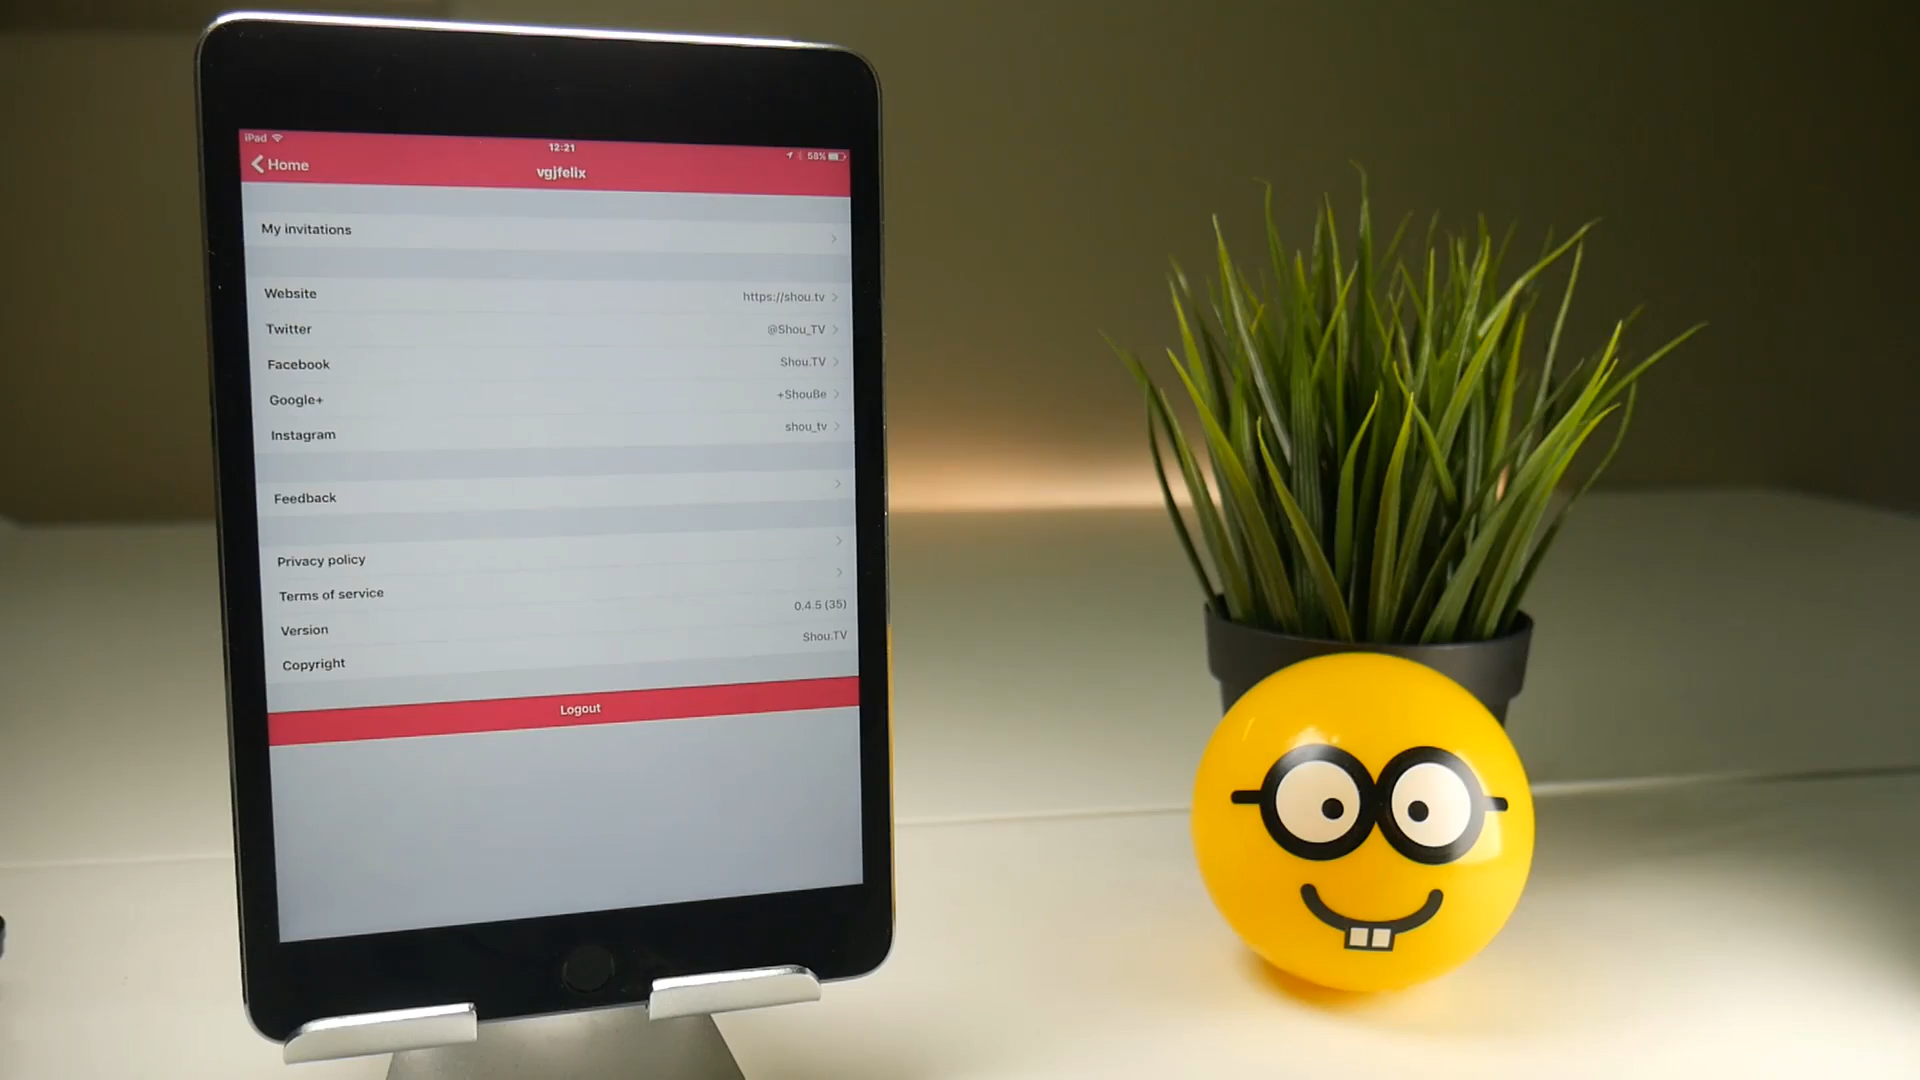 iPad
12:21
58%
Home
vgjfelix
My invitations
Website https://shou.tv
Twitter @Shou_TV
Facebook Shou.TV
Google+ +ShouBe
Instagram shou_tv
Feedback
Privacy policy
Terms of service
Version 0.4.5 (35)
Copyright Shou.TV
Logout